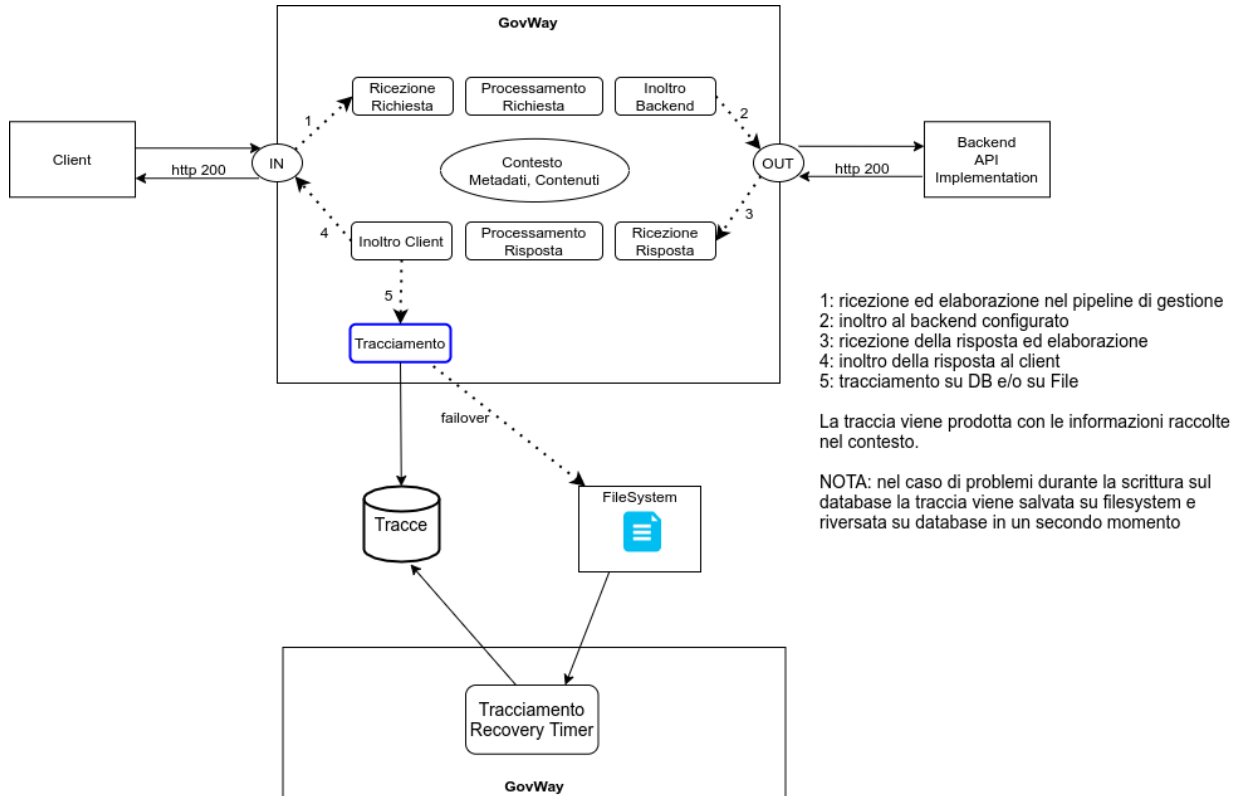 GovWay
Ricezione
Richiesta
Processamento
Richiesta
Inoltro
Backend
1
2
Client
http 200
IN
Contesto
Metadati, Contenuti
OUT
http 200
Backend
API
Implementation
4
3
Inoltro Client
Processamento
Risposta
Ricezione
Risposta
5
Tracciamento
failover
1: ricezione ed elaborazione nel pipeline di gestione
2: inoltro al backend configurato
3: ricezione della risposta ed elaborazione
4: inoltro della risposta al client
5: tracciamento su DB e/o su File
La traccia viene prodotta con le informazioni raccolte
nel contesto.
NOTA: nel caso di problemi durante la scrittura sul
database la traccia viene salvata su filesystem e
riversata su database in un secondo momento
Tracce
FileSystem
Tracciamento
Recovery Timer
GovWay